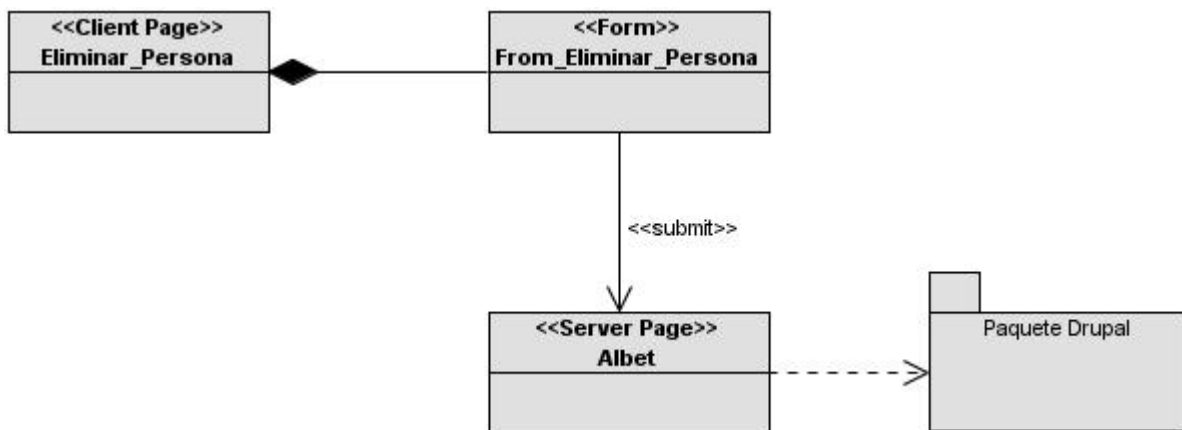 <<Client Page>>
Eliminar_Persona
<<Form>>
From_Eliminar_Persona
<<submit>>
<<Server Page>>
Albet
Paquete Drupal